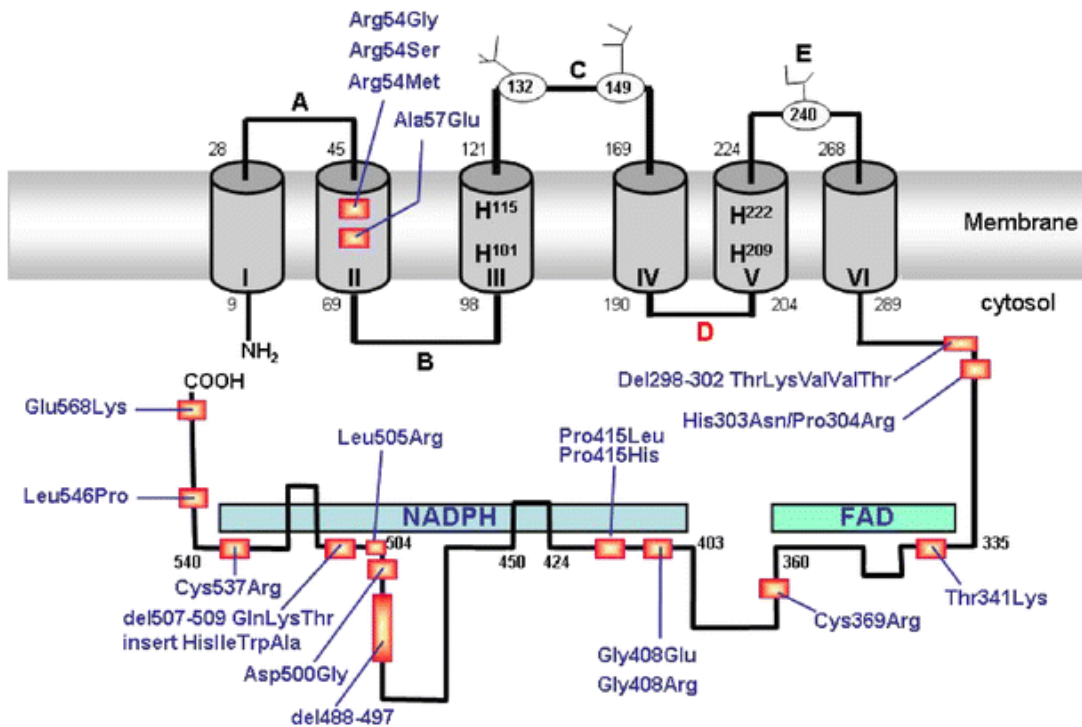 Arg54Gly
Arg54Ser
Arg54Met
Ala57Glu
A
C
E
132
149
240
28
45
121
169
224
268
H115
H101
H222
H209
I
II
III
IV
V
VI
Membrane
cytosol
9
69
98
190
204
289
NH2
B
D
COOH
Glu568Lys
Leu546Pro
Leu505Arg
Pro415Leu
Pro415His
Del298-302 ThrLysValValThr
His303Asn/Pro304Arg
NADPH
FAD
540
504
450
424
403
360
335
Cys537Arg
del507-509 GlnLysThr
insert HisIleTrpAla
Asp500Gly
del488-497
Gly408Glu
Gly408Arg
Cys369Arg
Thr341Lys